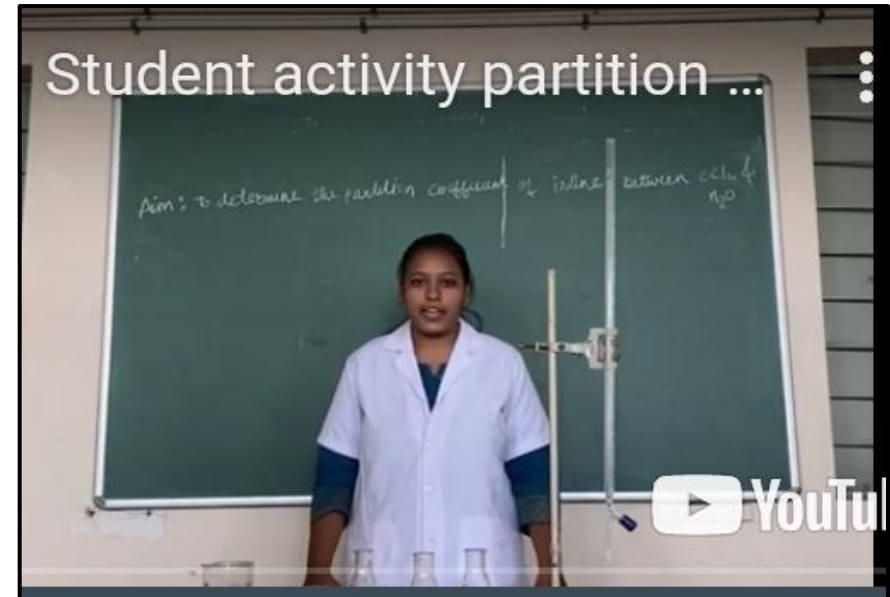 Student activity partition ...
Aim: to determine the partition coefficient of iodine between CCl4 &
H2O
YouTu